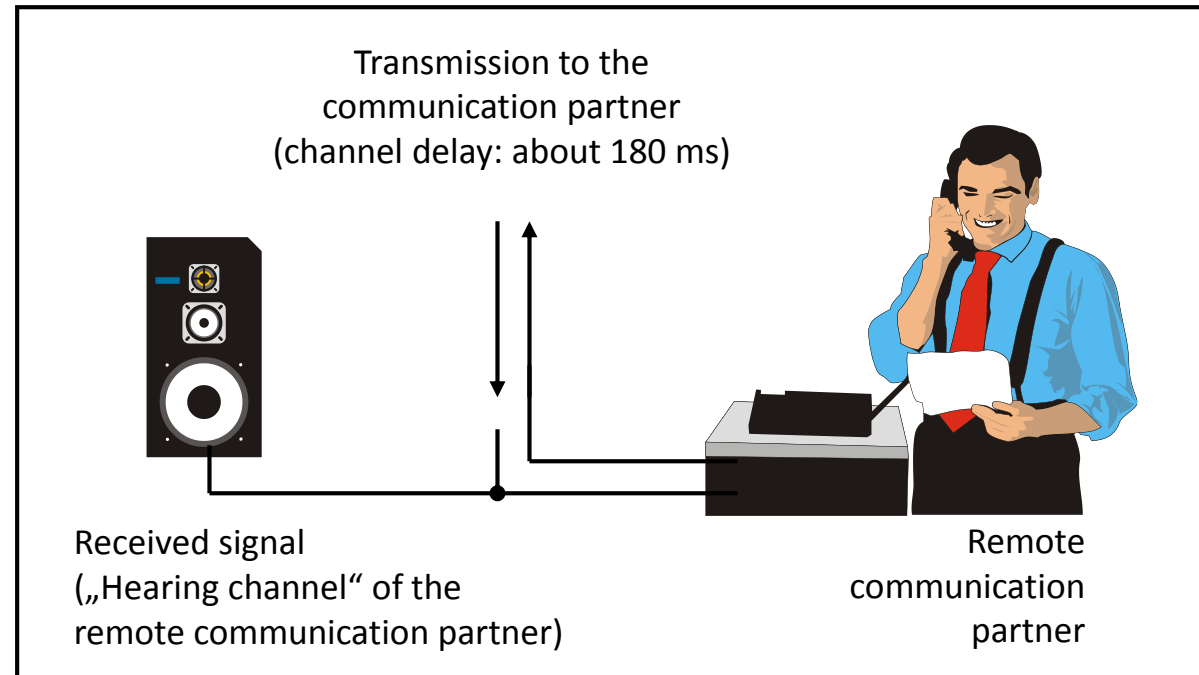 Transmission to the
communication partner
(channel delay: about 180 ms)
Received signal
(„Hearing channel“ of the
remote communication partner)
Remote
communication
partner